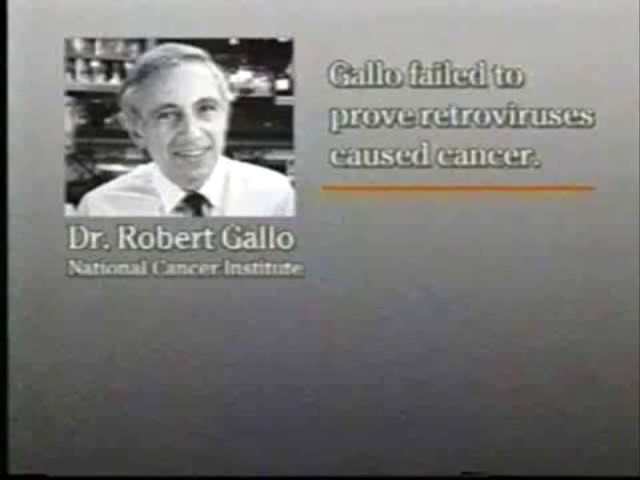 Gallo failed to
prove retroviruses
caused cancer.
Dr. Robert Gallo
National Cancer Institute